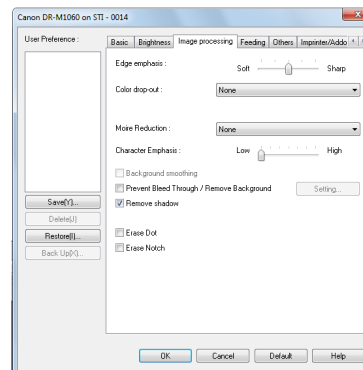 Canon DR-M1060 on STI - 0014
User Preference :
Save(Y)...
Delete(J)
Restore(I)...
Back Up(X)...
Basic Brightness Image processing Feeding Others Imprinter/Addo
Edge emphasis : Soft Sharp
Color drop-out : None
Moire Reduction : None
Character Emphasis : Low High
Background smoothing
Prevent Bleed Through / Remove Background Setting...
Remove shadow
Erase Dot
Erase Notch
OK Cancel Default Help